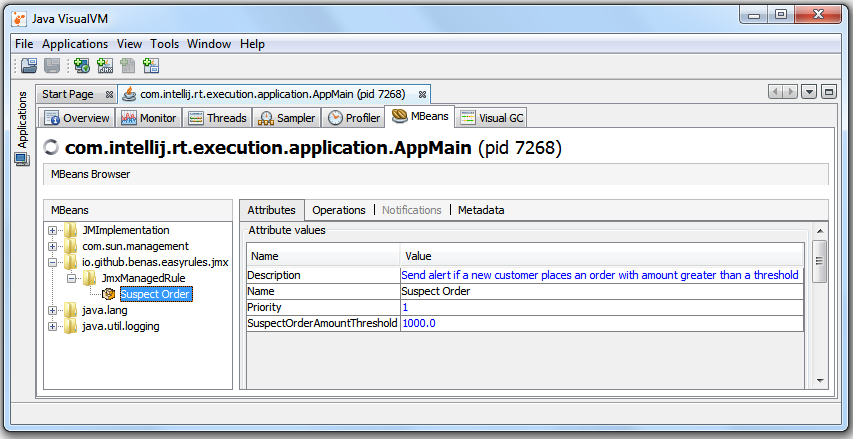 Java VisualVM
File Applications View Tools Window Help
Applications
Start Page com.intellij.rt.execution.application.AppMain (pid 7268)
Overview Monitor Threads Sampler Profiler MBeans Visual GC
com.intellij.rt.execution.application.AppMain (pid 7268)
MBeans Browser
MBeans
JMImplementation
com.sun.management
io.github.benas.easyrules.jmx
JmxManagedRule
Suspect Order
java.lang
java.util.logging
Attributes Operations Notifications Metadata
Attribute values
Name Value
Description Send alert if a new customer places an order with amount greater than a threshold
Name Suspect Order
Priority 1
SuspectOrderAmountThreshold 1000.0